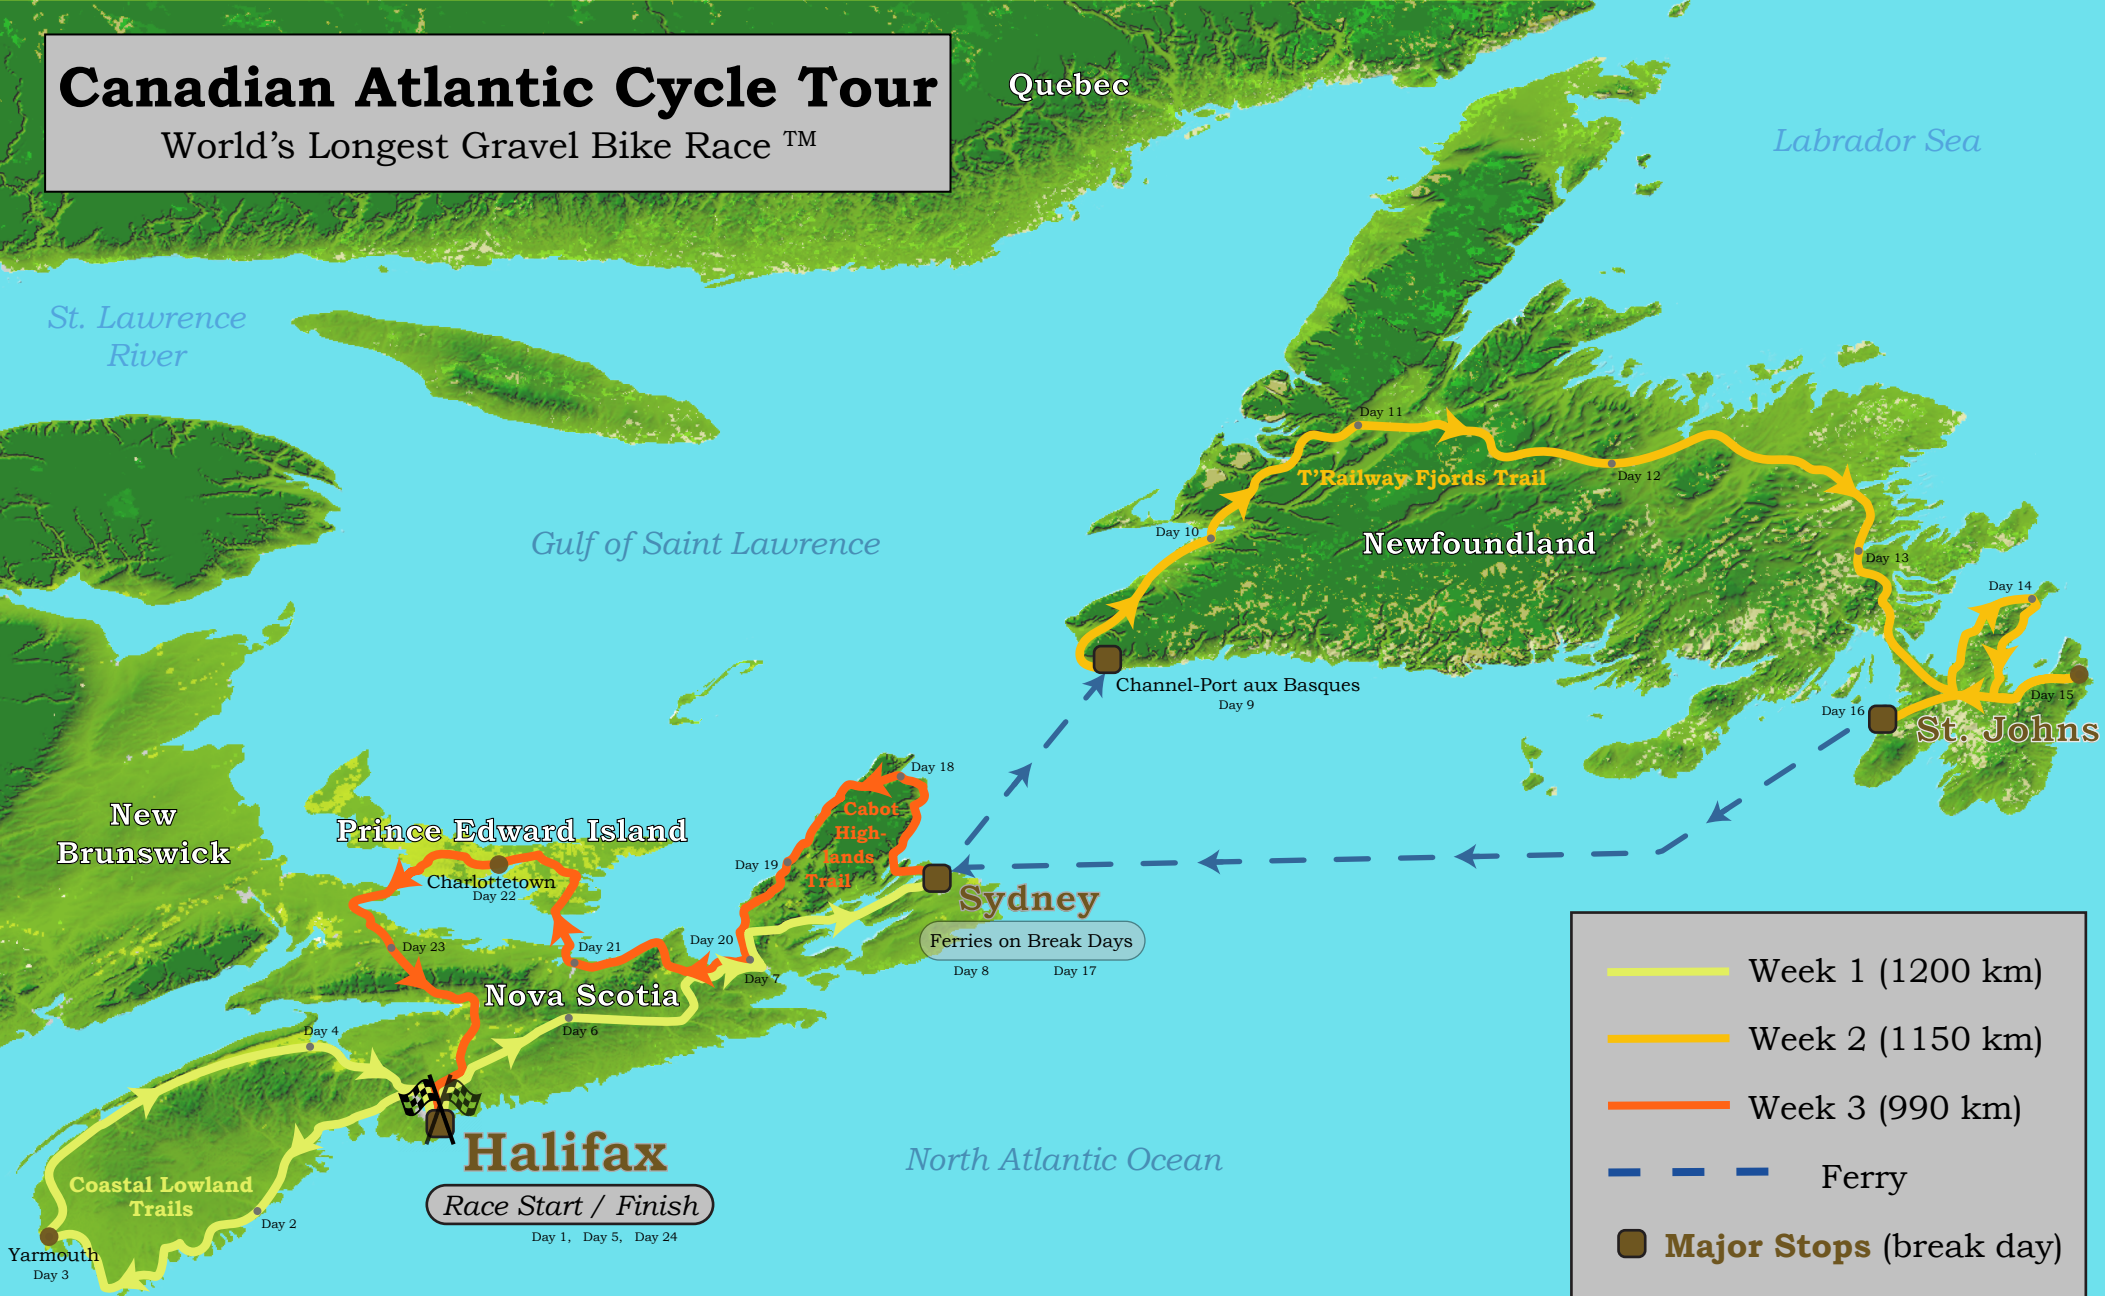 Canadian Atlantic Cycle Tour
World's Longest Gravel Bike Race ™
Quebec
Labrador Sea
St. Lawrence
River
Gulf of Saint Lawrence
Day 11
T'Railway Fjords Trail
Day 12
Day 10
Newfoundland
Day 13
Day 14
Channel-Port aux Basques
Day 9
Day 15
Day 16
St. Johns
New
Brunswick
Prince Edward Island
Charlottetown
Day 22
Day 18
Cabot
High-
lands
Trail
Day 19
Sydney
Ferries on Break Days
Day 8 Day 17
Day 20
Day 21
Day 23
Day 7
Nova Scotia
Day 6
Day 4
Halifax
Race Start / Finish
Day 1, Day 5, Day 24
Coastal Lowland
Trails
Day 2
Yarmouth
Day 3
North Atlantic Ocean
Week 1 (1200 km)
Week 2 (1150 km)
Week 3 (990 km)
Ferry
Major Stops (break day)